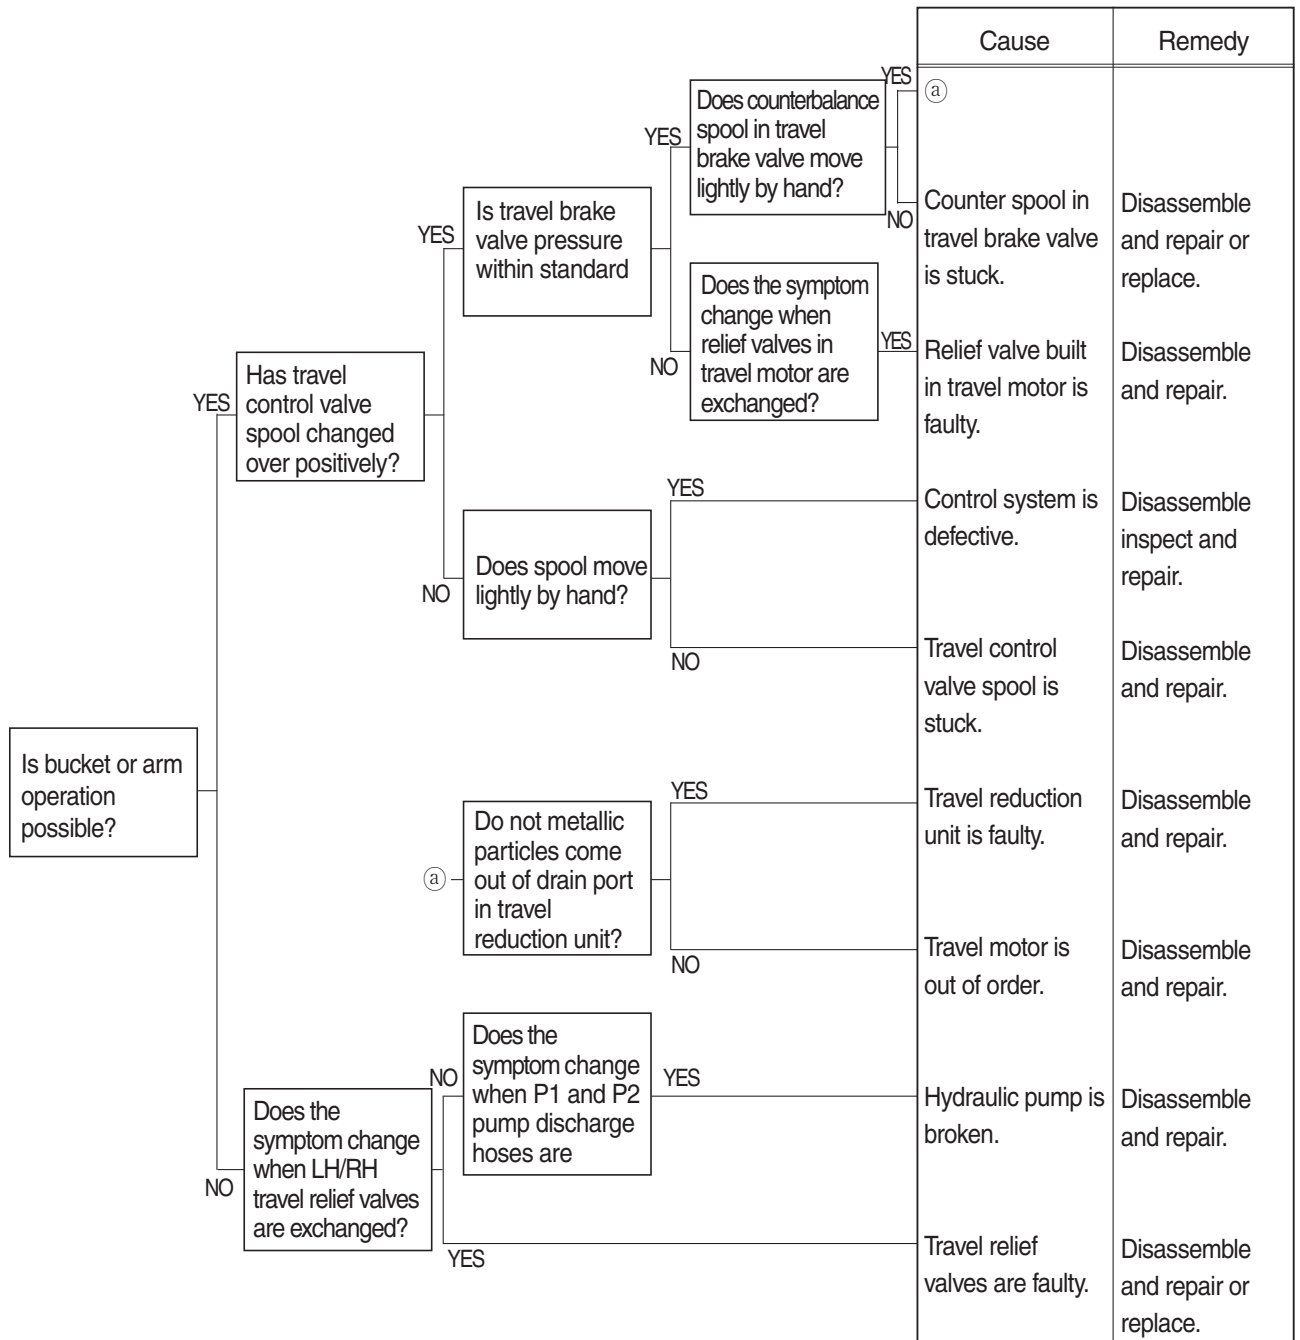 Cause
Remedy
YES
ⓐ
Does counterbalance
spool in travel
brake valve move
lightly by hand?
YES
NO
Counter spool in
travel brake valve
is stuck.
Disassemble
and repair or
replace.
Is travel brake
valve pressure
within standard
YES
Does the symptom
change when
relief valves in
travel motor are
exchanged?
YES
NO
Relief valve built
in travel motor is
faulty.
Disassemble
and repair.
Has travel
control valve
spool changed
over positively?
YES
YES
Control system is
defective.
Disassemble
inspect and
repair.
Does spool move
lightly by hand?
NO
NO
Travel control
valve spool is
stuck.
Disassemble
and repair.
Is bucket or arm
operation
possible?
YES
Travel reduction
unit is faulty.
Disassemble
and repair.
ⓐ
Do not metallic
particles come
out of drain port
in travel
reduction unit?
NO
Travel motor is
out of order.
Disassemble
and repair.
Does the
symptom change
when P1 and P2
pump discharge
hoses are
NO
YES
Hydraulic pump is
broken.
Disassemble
and repair.
NO
Does the
symptom change
when LH/RH
travel relief valves
are exchanged?
YES
Travel relief
valves are faulty.
Disassemble
and repair or
replace.